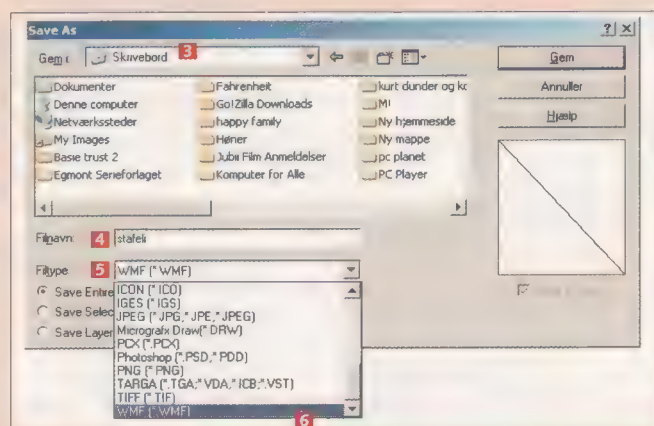 Save As
Gem i: Skrivebord 3
Gem
Dokumenter
Denne computer
Netværkssteder
My Images
Basie trust 2
Egmont Serieforlaget
Fahrenheit
Go!Zilla Downloads
happy family
Høner
Jubii Film Anmeldelser
Komputer for Alle
kurt dunder og kc
MI
Ny hjemmeside
Ny mappe
pc planet
PC Player
Annuller
Hjælp
Filnavn: 4 stafeli
Filtype 5 WMF (*.WMF)
Save Entire
Save Selec
Save Layer
ICON (*.ICO)
IGES (*.IGS)
JPEG (*.JPG,*.JPE,*.JPEG)
Micrografx Draw(*.DRW)
PCX (*.PCX)
Photoshop (*.PSD,*.PDD)
PNG (*.PNG)
TARGA (*.TGA;*.VDA,*.ICB;*.VST)
TIFF (*.TIF)
WMF (*.WMF)
6